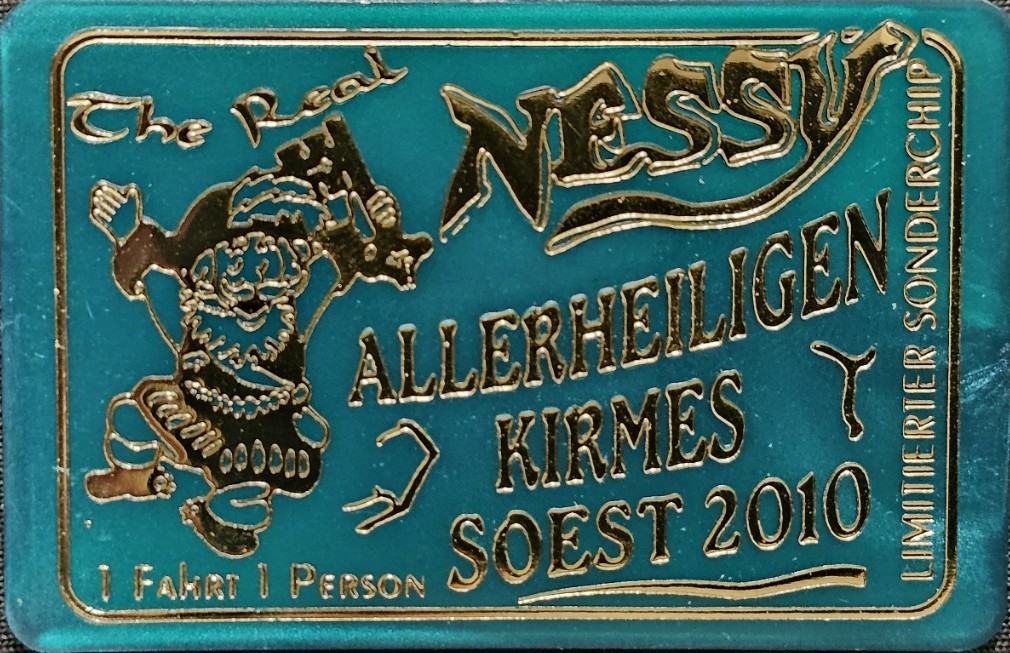 The Real
NESSY
ALLERHEILIGEN
KIRMES
SOEST 2010
1 FAHRT 1 PERSON
LIMITIERTER SONDERCHIP